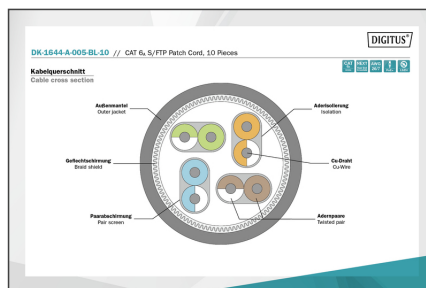 DIGITUS®
DK-1644-A-005-BL-10 // CAT 6A S/FTP Patch Cord, 10 Pieces
Kabelquerschnitt
Cable cross section
Außenmantel
Outer jacket
Aderisolierung
Isolation
Geflechtschirmung
Braid shield
Cu-Draht
Cu-Wire
Paarabschirmung
Pair screen
Adernpaare
Twisted pair